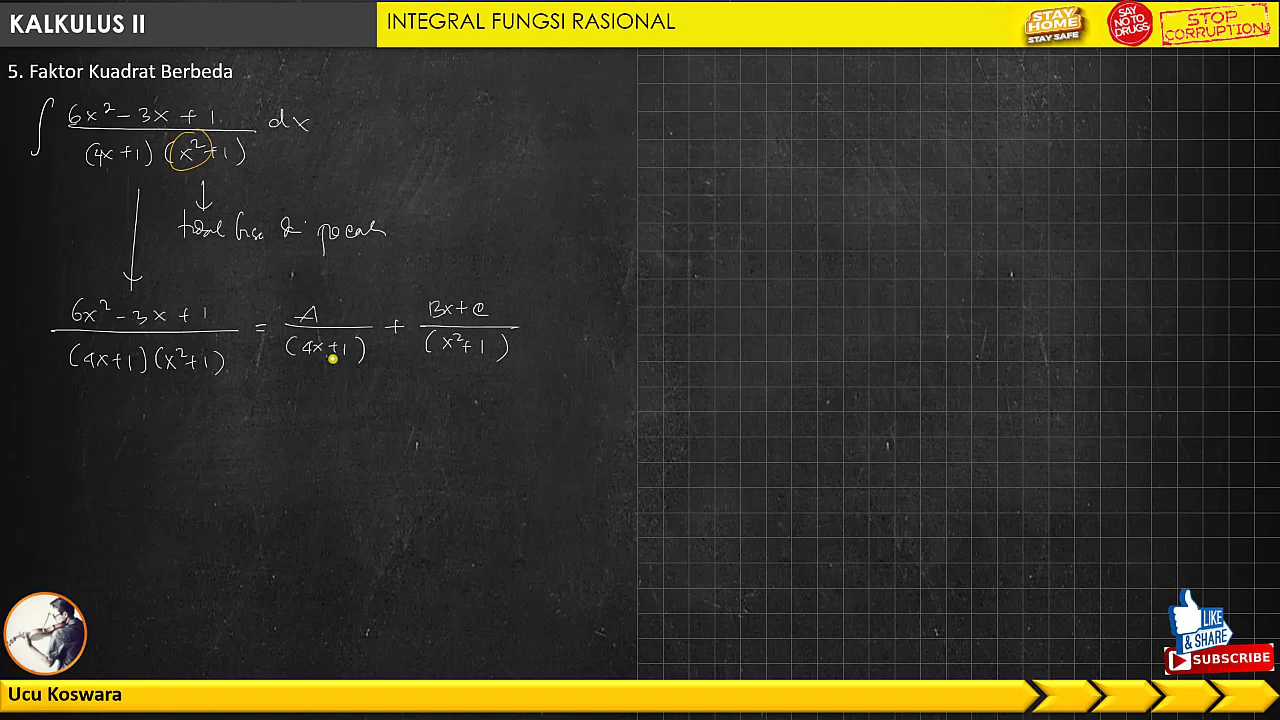 KALKULUS II
INTEGRAL FUNGSI RASIONAL
STAY HOME
STAY SAFE
SAY NO TO DRUGS
STOP CORRUPTION
5. Faktor Kuadrat Berbeda
∫ (6x² - 3x + 1) / ((4x+1)(x²+1)) dx
↓
di pecah
↓
(6x² - 3x + 1) / ((4x+1)(x²+1)) = A / (4x+1) + (Bx+C) / (x²+1)
LIKE & SHARE
SUBSCRIBE
Ucu Koswara